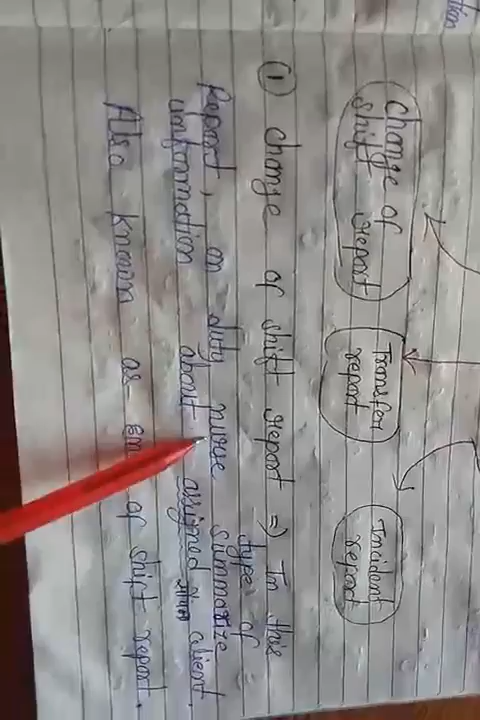 Change of
shift report
Transfer
report
Incident
report
① Change of shift report ⇒ In this
type of
Report, on duty nurse summarize
information about assigned client.
Also known as of shift report.